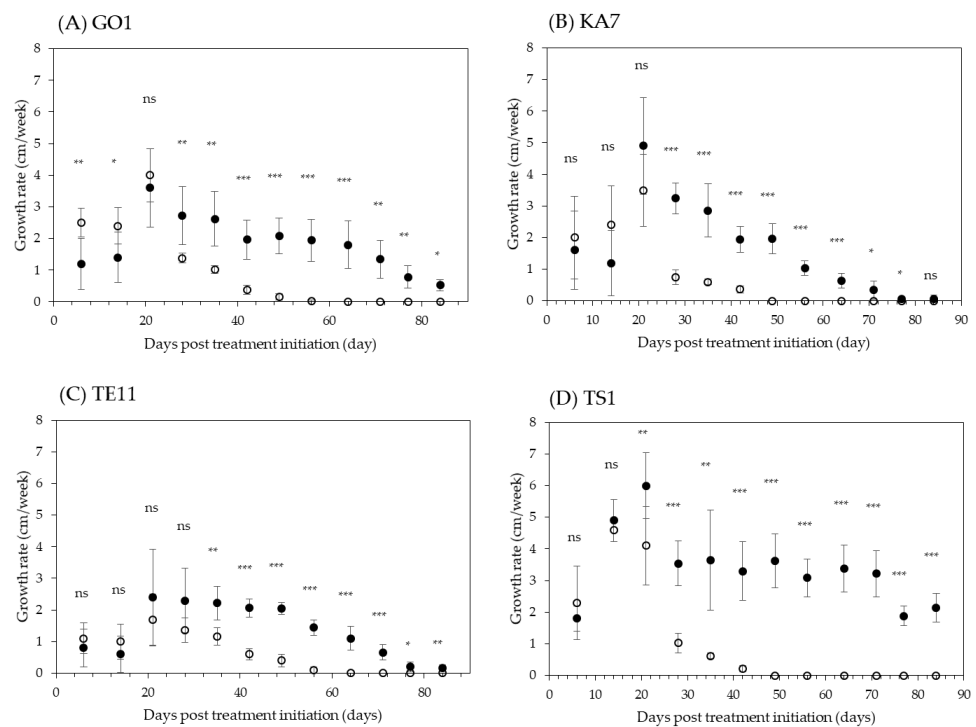 (A) GO1
Growth rate (cm/week)
8
7
6
5
4
3
2
1
0
** * ns ** ** *** *** *** *** ** ** *
0 20 40 60 80
Days post treatment initiation (day)
(B) KA7
Growth rate (cm/week)
8
7
6
5
4
3
2
1
0
ns ns ns *** *** *** *** *** *** * * ns
0 10 20 30 40 50 60 70 80 90
Days post treatment initiation (day)
(C) TE11
Growth rate (cm/week)
8
7
6
5
4
3
2
1
0
ns ns ns ns ** *** *** *** *** *** * **
0 20 40 60 80
Days post treatment initiation (days)
(D) TS1
Growth rate (cm/week)
8
7
6
5
4
3
2
1
0
ns ns ** *** ** *** *** *** *** *** *** ***
0 10 20 30 40 50 60 70 80 90
Days post treatment initiation (days)